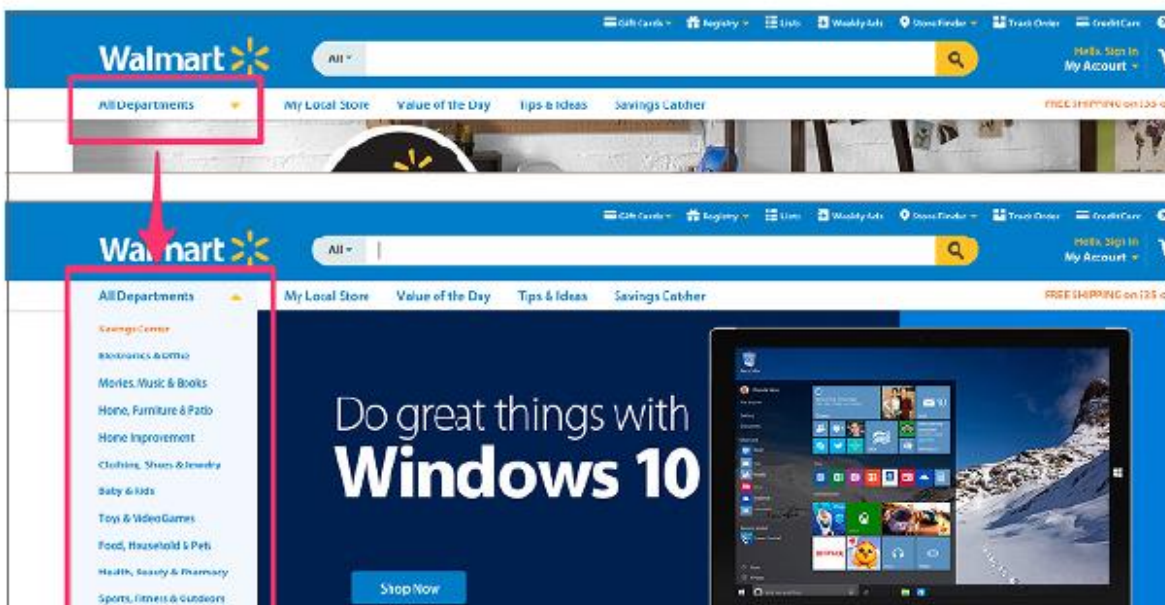 Gift Cards Registry Lists Weekly Ads Store Finder Track Order Credit Card
Walmart All Hello. Sign In
My Account
All Departments My Local Store Value of the Day Tips & Ideas Savings Catcher FREE SHIPPING on $35
Gift Cards Registry Lists Weekly Ads Store Finder Track Order Credit Card
Walmart All Hello. Sign In
My Account
All Departments My Local Store Value of the Day Tips & Ideas Savings Catcher FREE SHIPPING on $35
Savings Center
Electronics & Office
Movies, Music & Books
Home, Furniture & Patio
Home Improvement
Clothing, Shoes & Jewelry
Baby & Kids
Toys & Video Games
Food, Household & Pets
Health, Beauty & Pharmacy
Sports, Fitness & Outdoors
Do great things with
Windows 10
Shop Now